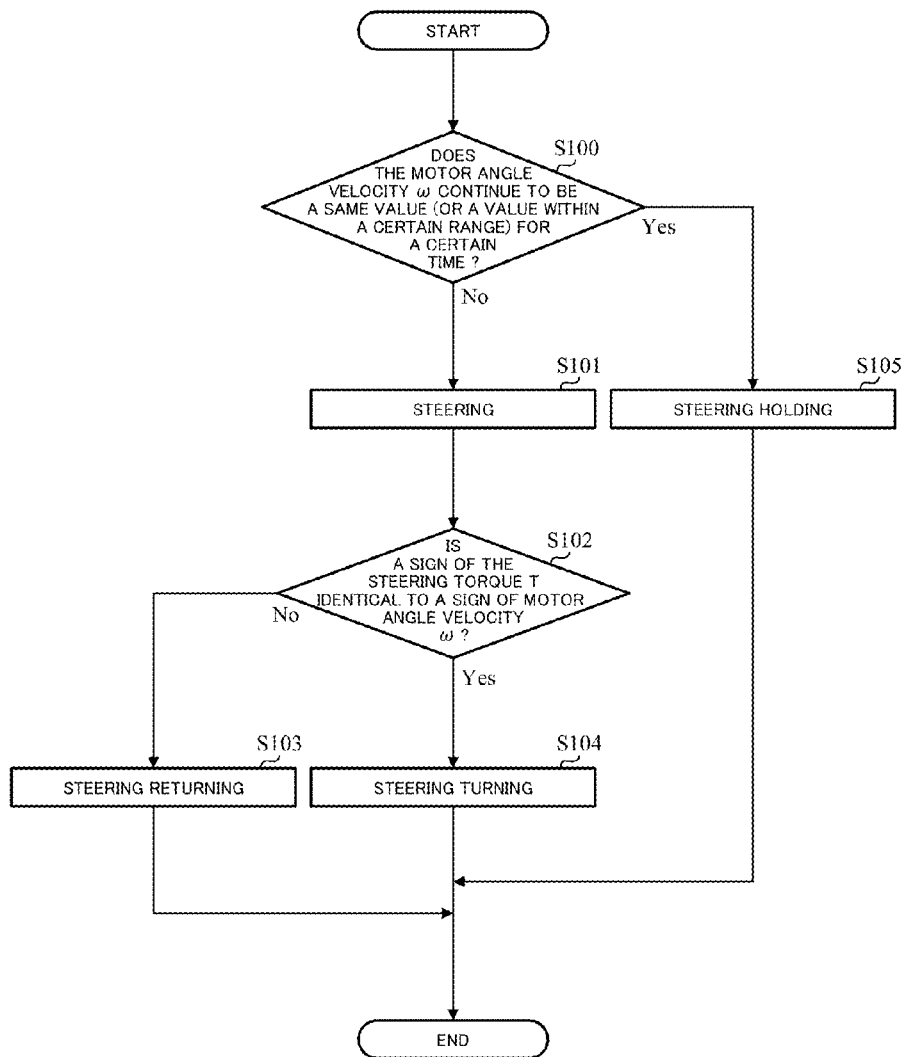 START
S100
DOES
THE MOTOR ANGLE
VELOCITY ω CONTINUE TO BE
A SAME VALUE (OR A VALUE WITHIN
A CERTAIN RANGE) FOR
A CERTAIN
TIME ?
Yes
No
S101
STEERING
S105
STEERING HOLDING
S102
IS
A SIGN OF THE
STEERING TORQUE T
IDENTICAL TO A SIGN OF MOTOR
ANGLE VELOCITY
ω ?
No
Yes
S103
STEERING RETURNING
S104
STEERING TURNING
END